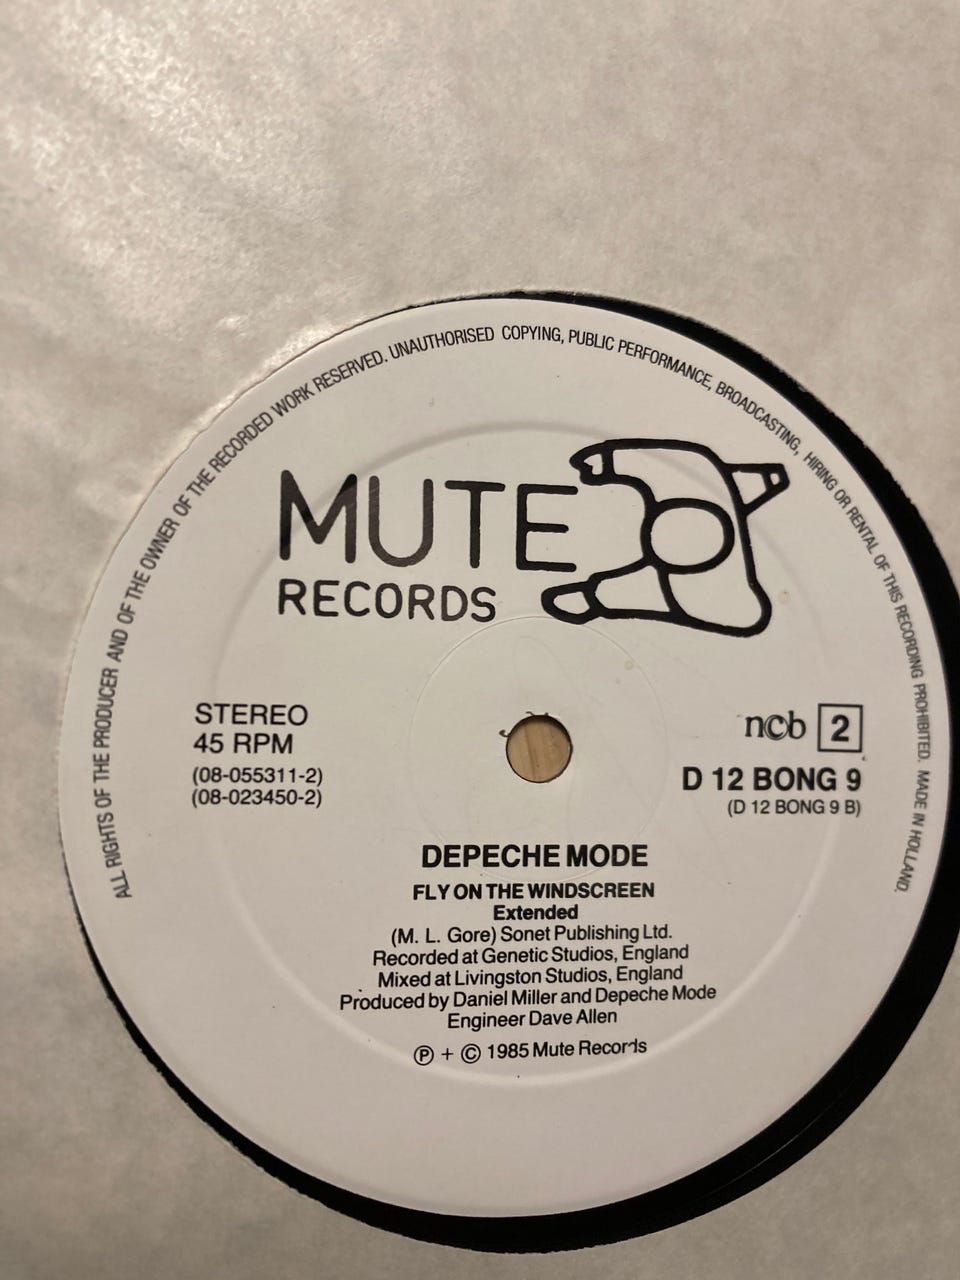 ALL RIGHTS OF THE PRODUCER AND OF THE OWNER OF THE RECORDED WORK RESERVED. UNAUTHORISED COPYING, PUBLIC PERFORMANCE, BROADCASTING, HIRING OR RENTAL OF THIS RECORDING PROHIBITED. MADE IN HOLLAND.
MUTE
RECORDS
STEREO
45 RPM
(08-055311-2)
(08-023450-2)
ncb 2
D 12 BONG 9
(D 12 BONG 9 B)
DEPECHE MODE
FLY ON THE WINDSCREEN
Extended
(M. L. Gore) Sonet Publishing Ltd.
Recorded at Genetic Studios, England
Mixed at Livingston Studios, England
Produced by Daniel Miller and Depeche Mode
Engineer Dave Allen
Ⓟ + © 1985 Mute Records